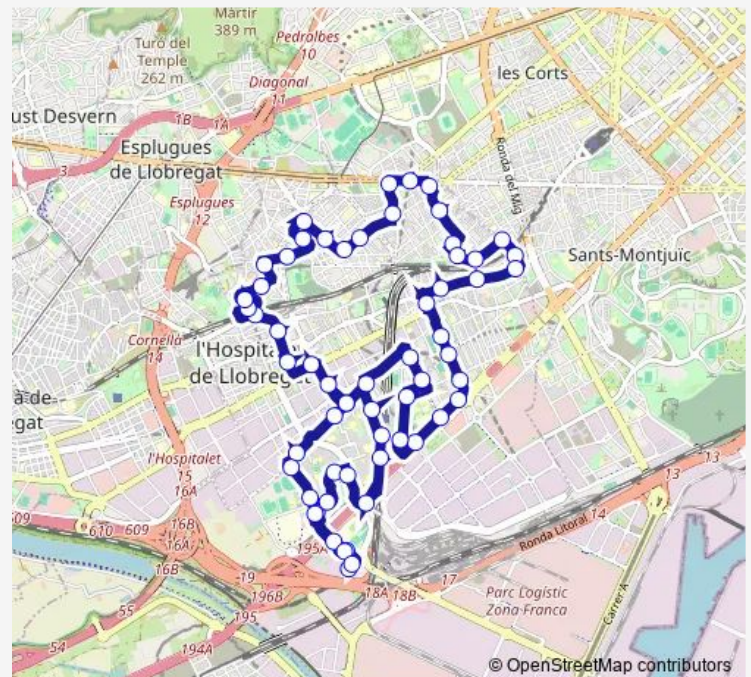 Màrtir
389 m
Turó del
Temple
262 m
Pedralbes
10
les Corts
Diagonal
11
ust Desvern
1B
1A
Esplugues
de Llobregat
3
Ronda del Mig
Esplugues
12
Sants-Montjuïc
Cornellà
14
l'Hospita
de Llobregat
a-de-
egat
l'Hospitalet
15
16A
13
13
14
609
610
609
16B
16A
195A
Ronda Litoral
16B
19
17
18A
18B
196B
Parc Logístic
Zona Franca
Carrer A
55
195
54
194A
© OpenStreetMap contributors